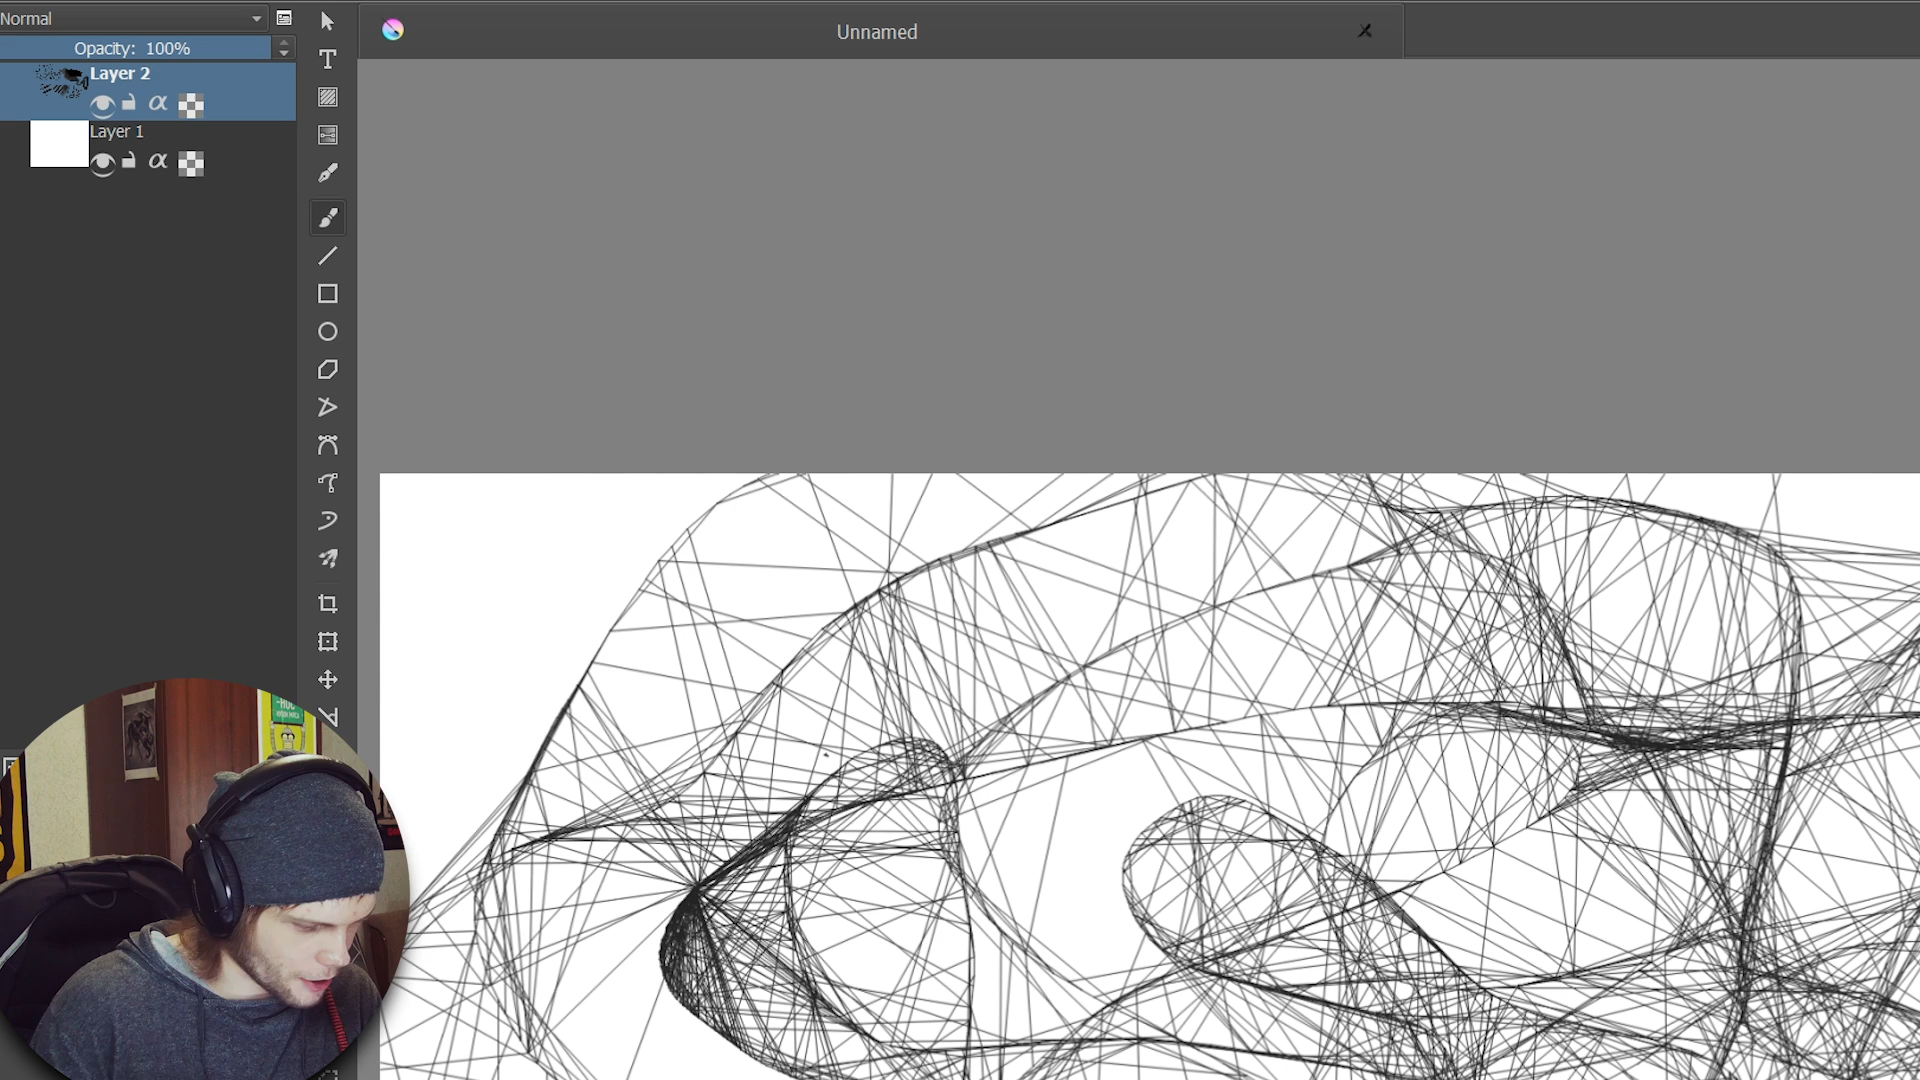 Normal
Unnamed
Opacity: 100%
Layer 2
Layer 1